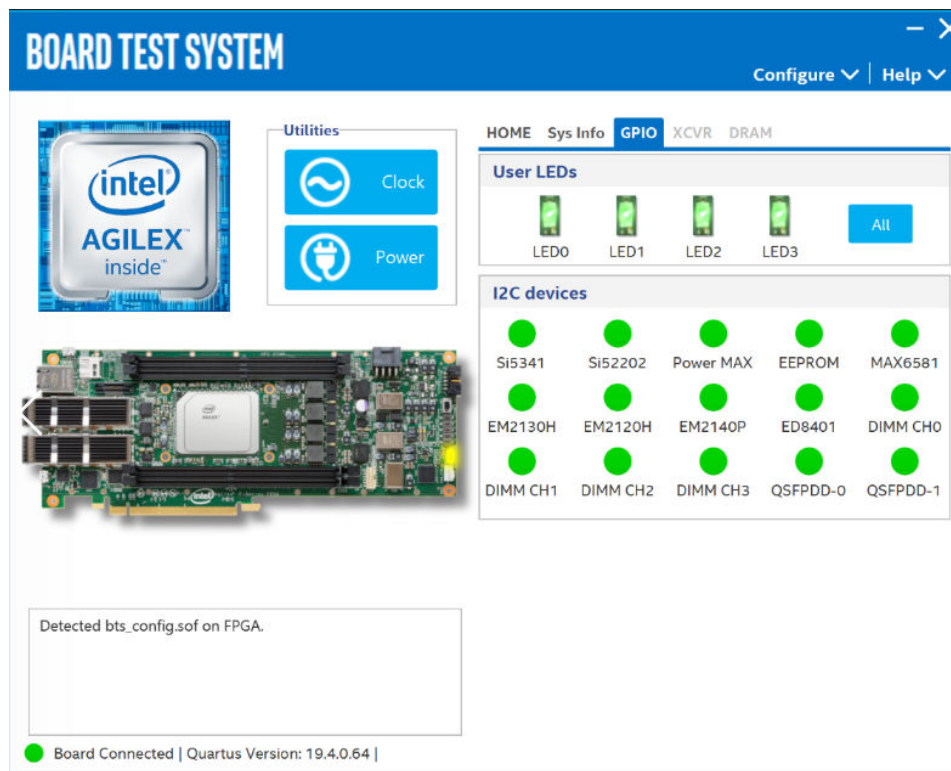 BOARD TEST SYSTEM
Configure | Help
intel
AGILEX™
inside™
Utilities
Clock
Power
HOME Sys Info GPIO XCVR DRAM
User LEDs
LED0 LED1 LED2 LED3
All
I2C devices
Si5341 Si52202 Power MAX EEPROM MAX6581
EM2130H EM2120H EM2140P ED8401 DIMM CH0
DIMM CH1 DIMM CH2 DIMM CH3 QSFPDD-0 QSFPDD-1
intel
Detected bts_config.sof on FPGA.
Board Connected | Quartus Version: 19.4.0.64 |